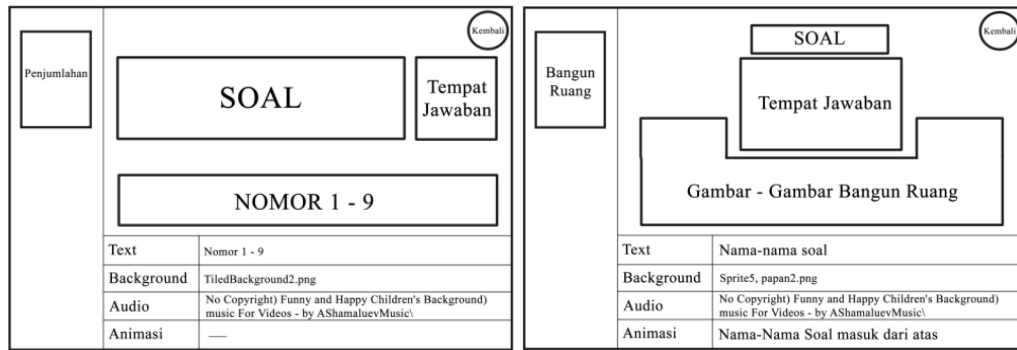 Kembali
Penjumlahan
SOAL
Tempat
Jawaban
NOMOR 1 - 9
Text
Nomor 1 - 9
Background
TiledBackground2.png
Audio
No Copyright) Funny and Happy Children's Background)
music For Videos - by AShamaluevMusic\
Animasi
—
Kembali
Bangun
Ruang
SOAL
Tempat Jawaban
Gambar - Gambar Bangun Ruang
Text
Nama-nama soal
Background
Sprite5, papan2.png
Audio
No Copyright) Funny and Happy Children's Background)
music For Videos - by AShamaluevMusic\
Animasi
Nama-Nama Soal masuk dari atas